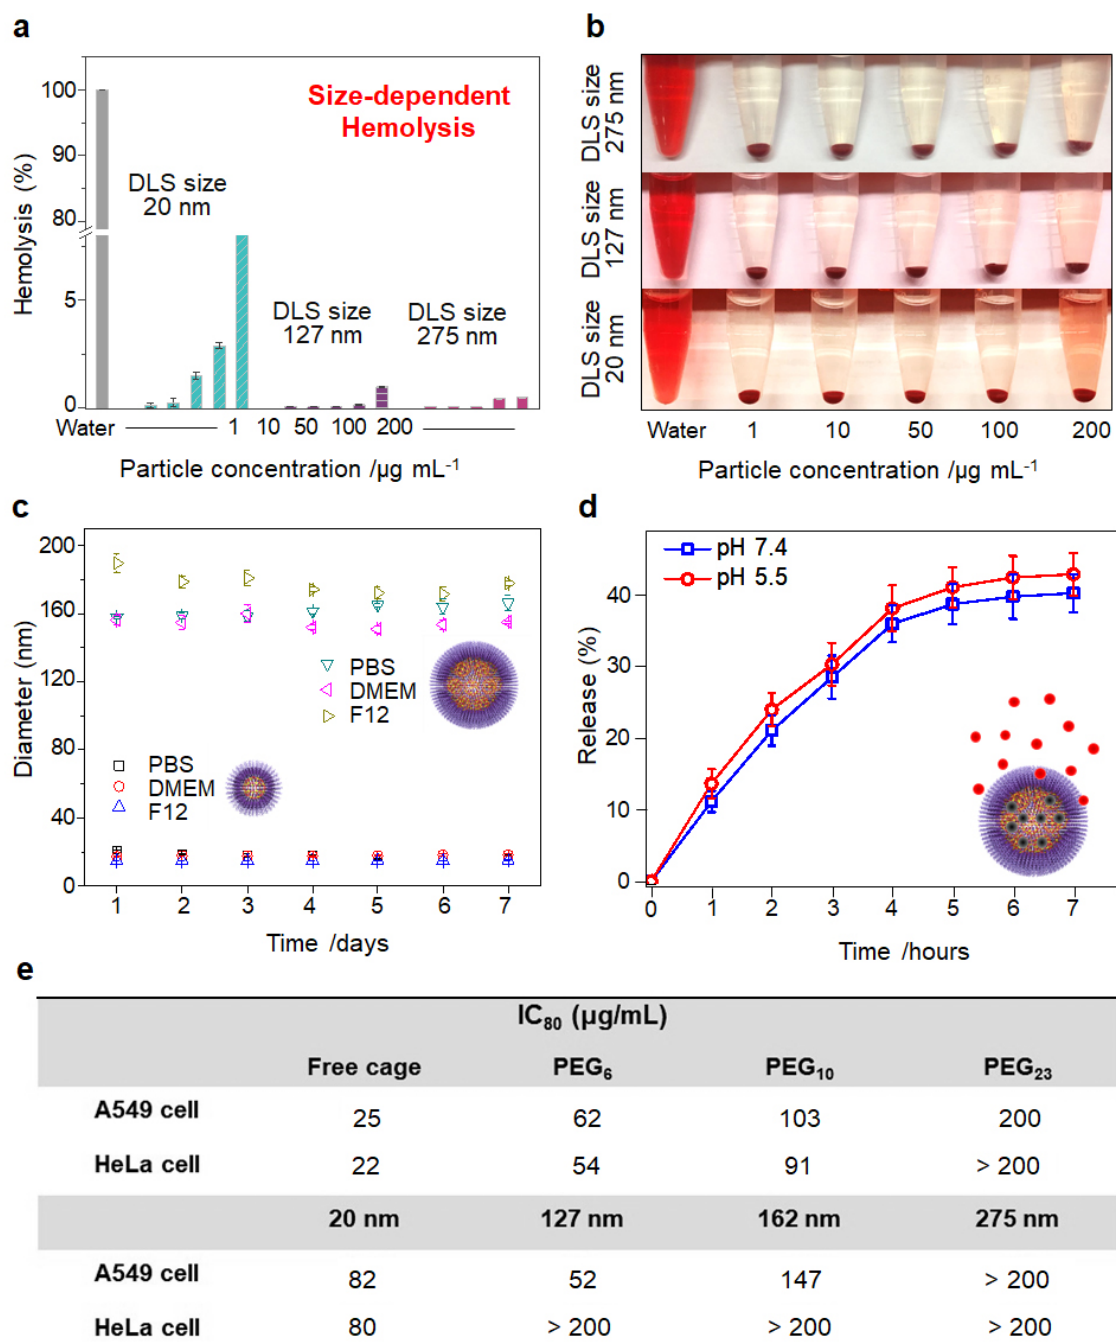 a
Size-dependent
Hemolysis
DLS size
20 nm
DLS size
127 nm
DLS size
275 nm
Hemolysis (%)
100
90
80
5
0
Water 1 10 50 100 200
Particle concentration /µg mL⁻¹
b
DLS size
275 nm
DLS size
127 nm
DLS size
20 nm
Water 1 10 50 100 200
Particle concentration /µg mL⁻¹
c
Diameter (nm)
200
160
120
80
40
0
PBS
DMEM
F12
PBS
DMEM
F12
1 2 3 4 5 6 7
Time /days
d
pH 7.4
pH 5.5
Release (%)
40
30
20
10
0
0 1 2 3 4 5 6 7
Time /hours
e
IC₈₀ (µg/mL)
Free cage PEG₆ PEG₁₀ PEG₂₃
A549 cell 25 62 103 200
HeLa cell 22 54 91 > 200
20 nm 127 nm 162 nm 275 nm
A549 cell 82 52 147 > 200
HeLa cell 80 > 200 > 200 > 200